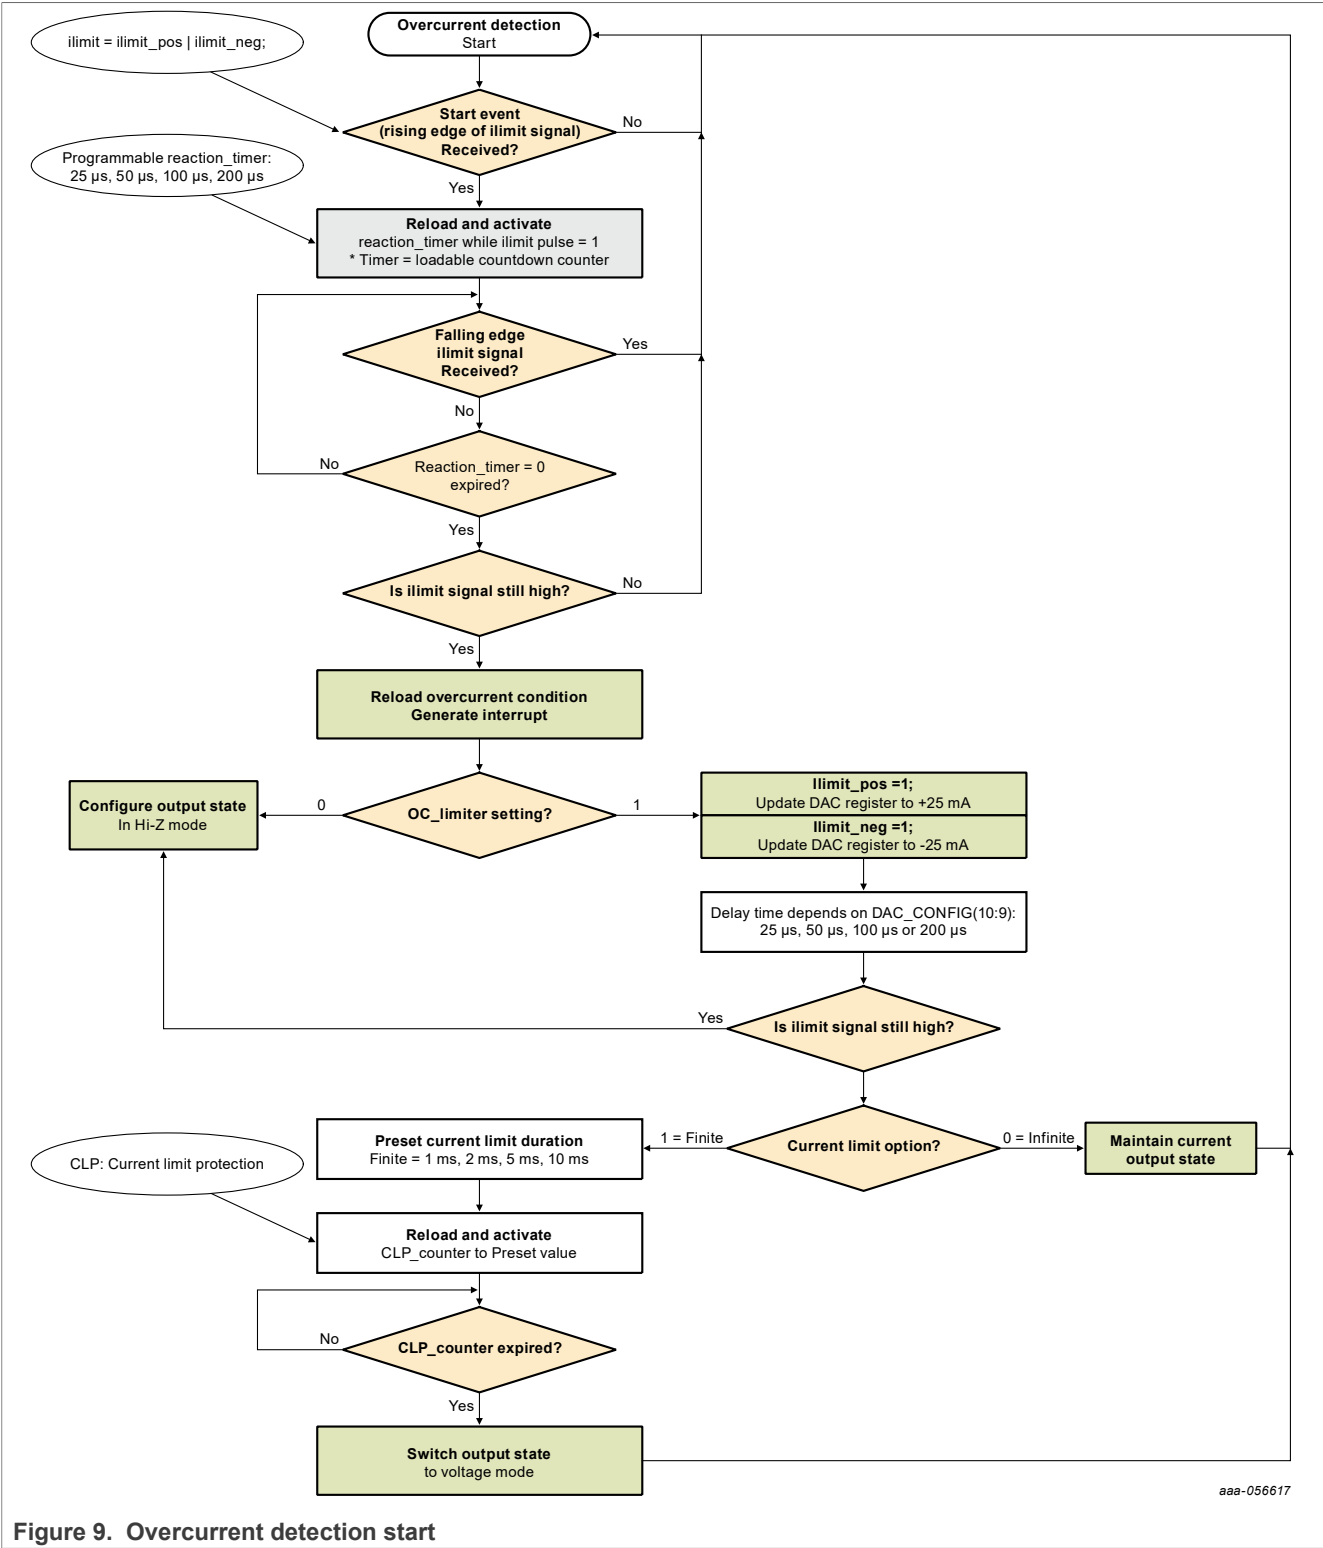 Overcurrent detection
Start
ilimit = ilimit_pos | ilimit_neg;
Start event
(rising edge of ilimit signal)
Received?
No
Programmable reaction_timer:
25 µs, 50 µs, 100 µs, 200 µs
Yes
Reload and activate
reaction_timer while ilimit pulse = 1
* Timer = loadable countdown counter
Falling edge
ilimit signal
Received?
Yes
No
Reaction_timer = 0
expired?
No
Yes
Is ilimit signal still high?
No
Yes
Reload overcurrent condition
Generate interrupt
Configure output state
In Hi-Z mode
0
OC_limiter setting?
1
Ilimit_pos =1;
Update DAC register to +25 mA
Ilimit_neg =1;
Update DAC register to -25 mA
Delay time depends on DAC_CONFIG(10:9):
25 µs, 50 µs, 100 µs or 200 µs
Yes
Is ilimit signal still high?
Preset current limit duration
Finite = 1 ms, 2 ms, 5 ms, 10 ms
1 = Finite
Current limit option?
0 = Infinite
Maintain current
output state
CLP: Current limit protection
Reload and activate
CLP_counter to Preset value
No
CLP_counter expired?
Yes
Switch output state
to voltage mode
aaa-056617
Figure 9. Overcurrent detection start